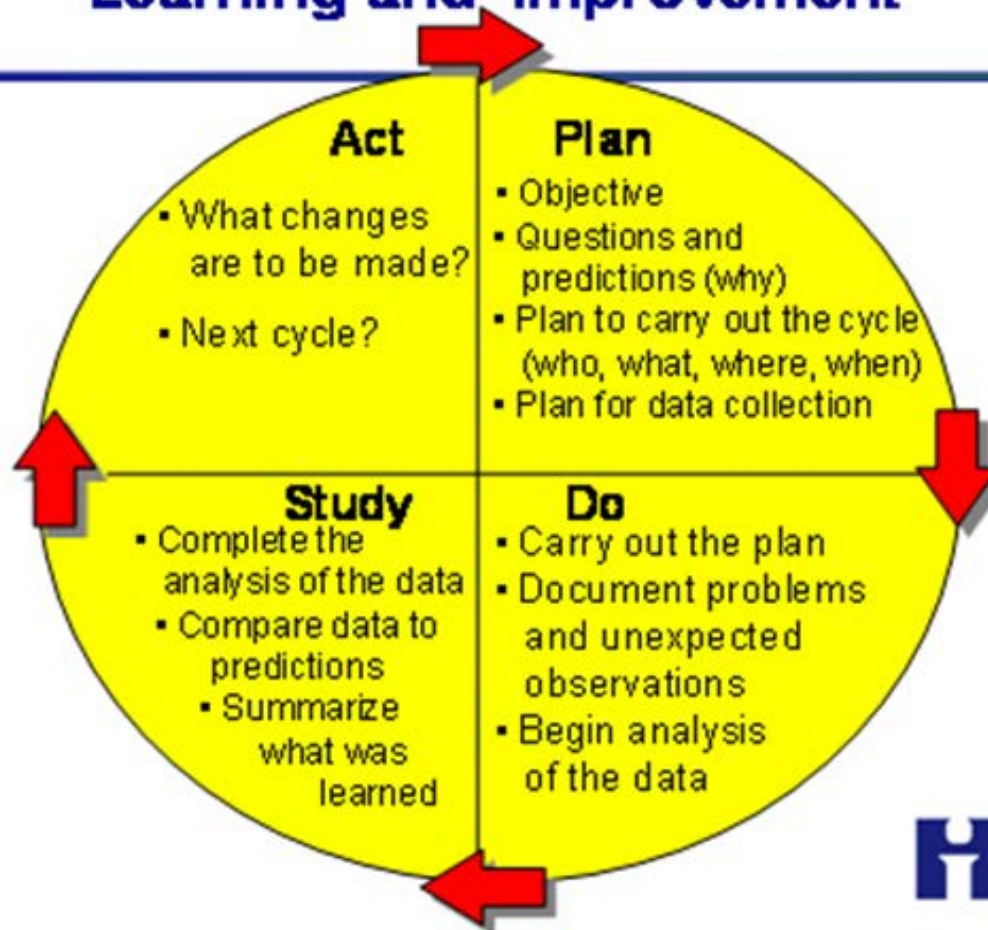 Learning and Improvement
Act
▪ What changes
are to be made?
▪ Next cycle?
Plan
▪ Objective
▪ Questions and
predictions (why)
▪ Plan to carry out the cycle
(who, what, where, when)
▪ Plan for data collection
Study
▪ Complete the
analysis of the data
▪ Compare data to
predictions
▪ Summarize
what was
learned
Do
▪ Carry out the plan
▪ Document problems
and unexpected
observations
▪ Begin analysis
of the data